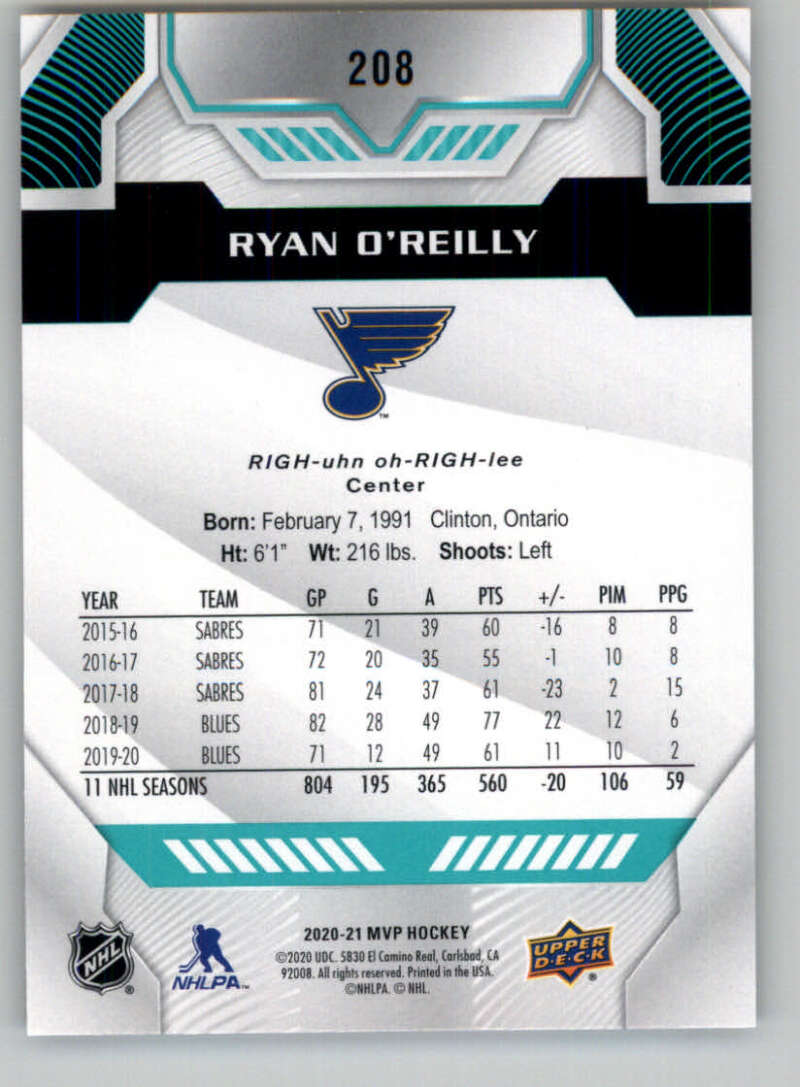 208
RYAN O'REILLY
TM
RIGH-uhn oh-RIGH-lee
Center
Born: February 7, 1991 Clinton, Ontario
Ht: 6'1" Wt: 216 lbs. Shoots: Left
YEAR TEAM GP G A PTS +/- PIM PPG
2015-16 SABRES 71 21 39 60 -16 8 8
2016-17 SABRES 72 20 35 55 -1 10 8
2017-18 SABRES 81 24 37 61 -23 2 15
2018-19 BLUES 82 28 49 77 22 12 6
2019-20 BLUES 71 12 49 61 11 10 2
11 NHL SEASONS 804 195 365 560 -20 106 59
NHL ®
NHLPA TM
2020-21 MVP HOCKEY
©2020 UDC. 5830 El Camino Real, Carlsbad, CA
92008. All rights reserved. Printed in the USA.
©NHLPA. © NHL.
UPPER
D·E·C·K ®